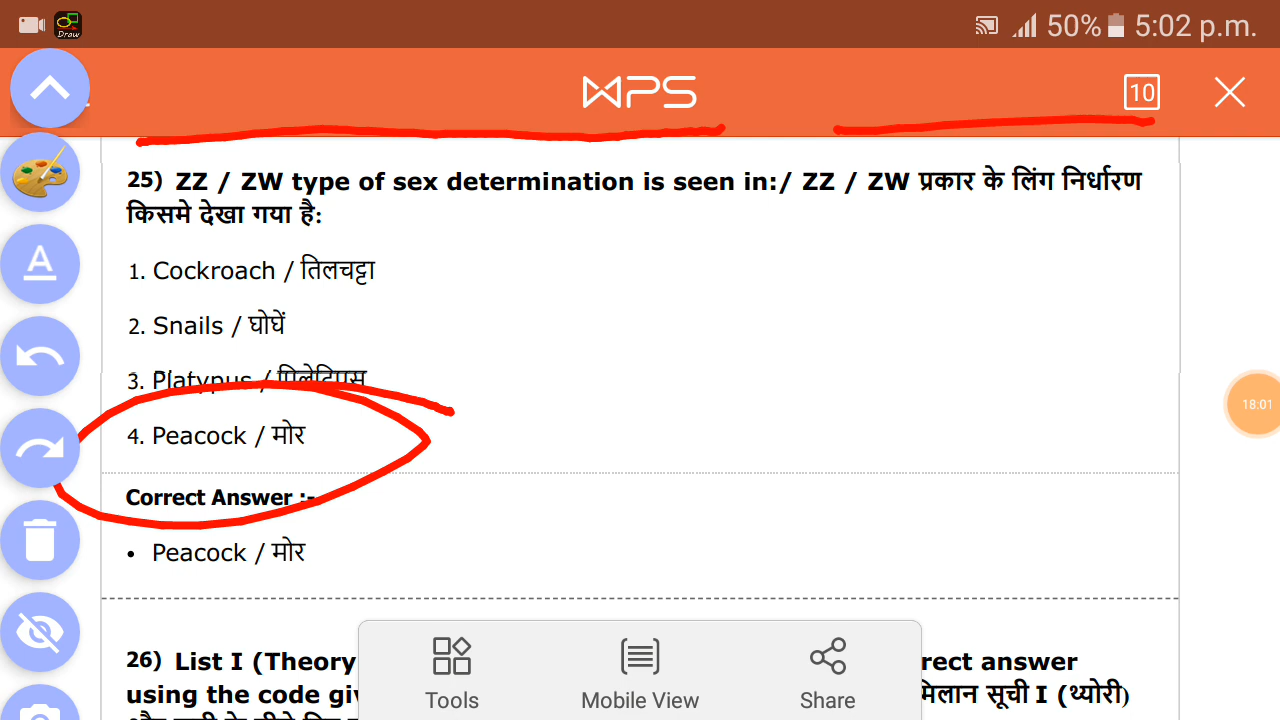 Draw 50% 5:02 p.m.
WPS 10
25) ZZ / ZW type of sex determination is seen in:/ ZZ / ZW प्रकार के लिंग निर्धारण
किसमे देखा गया है:
1. Cockroach / तिलचट्टा
2. Snails / घोघें
3. Platypus / प्लिेटिपस
4. Peacock / मोर
18:01
Correct Answer :-
• Peacock / मोर
26) List I (Theory rect answer
using the code giv मिलान सूची I (थ्योरी)
Tools Mobile View Share